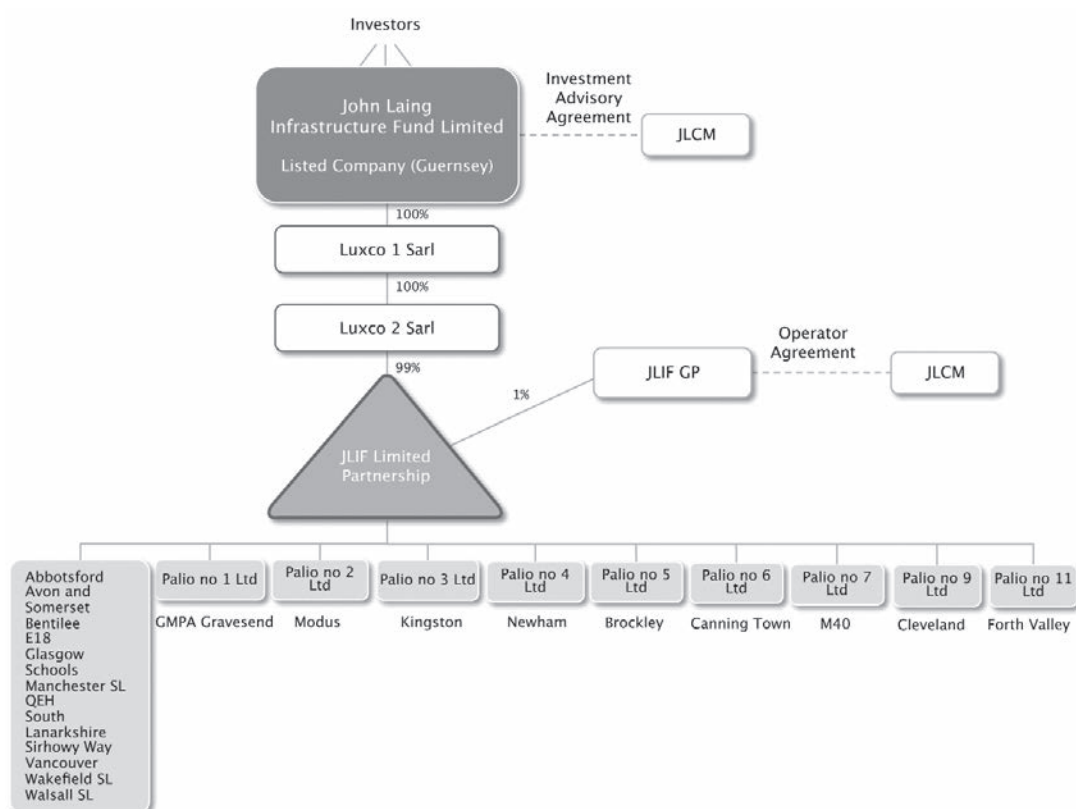 Investors
John Laing
Infrastructure Fund Limited
Listed Company (Guernsey)
Investment
Advisory
Agreement
JLCM
100%
Luxco 1 Sarl
100%
Luxco 2 Sarl
99%
Operator
Agreement
JLIF GP
JLCM
1%
JLIF Limited
Partnership
Abbotsford
Avon and
Somerset
Bentilee
E18
Glasgow
Schools
Manchester SL
QEH
South
Lanarkshire
Sirhowy Way
Vancouver
Wakefield SL
Walsall SL
Palio no 1 Ltd
GMPA Gravesend
Palio no 2
Ltd
Modus
Palio no 3 Ltd
Kingston
Palio no 4
Ltd
Newham
Palio no 5
Ltd
Brockley
Palio no 6
Ltd
Canning Town
Palio no 7
Ltd
M40
Palio no 9
Ltd
Cleveland
Palio no 11
Ltd
Forth Valley